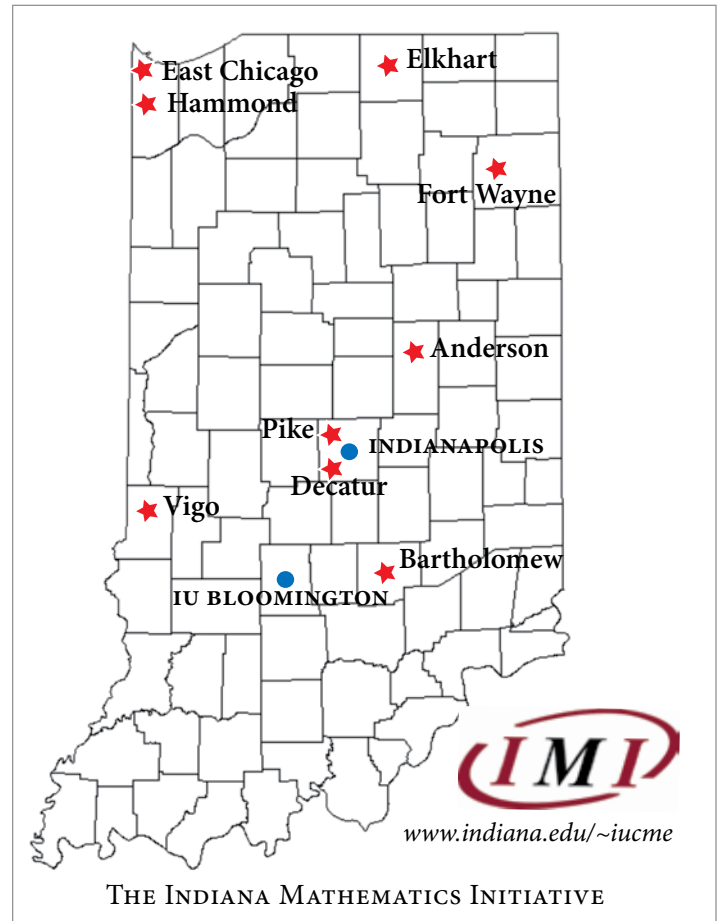 East Chicago
Elkhart
Hammond
Fort Wayne
Anderson
Pike
INDIANAPOLIS
Decatur
Vigo
Bartholomew
IU BLOOMINGTON
IMI
www.indiana.edu/~iucme
THE INDIANA MATHEMATICS INITIATIVE